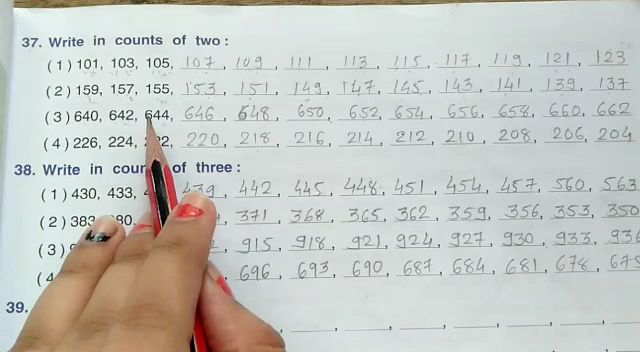 37. Write in counts of two :
(1) 101, 103, 105, 107, 109, 111, 113, 115, 117, 119, 121, 123
(2) 159, 157, 155, 153, 151, 149, 147, 145, 143, 141, 139, 137
(3) 640, 642, 644, 646, 648, 650, 652, 654, 656, 658, 660, 662
(4) 226, 224, 220, 218, 216, 214, 212, 210, 208, 206, 204
38. Write in of three :
(1) 430, 433, 439, 442, 445, 448, 451, 454, 457, 560, 563
(2) 383, 371, 368, 365, 362, 359, 356, 353, 350
(3) 915, 918, 921, 924, 927, 930, 933, 936
(4 696, 693, 690, 687, 684, 681, 678, 675
39.